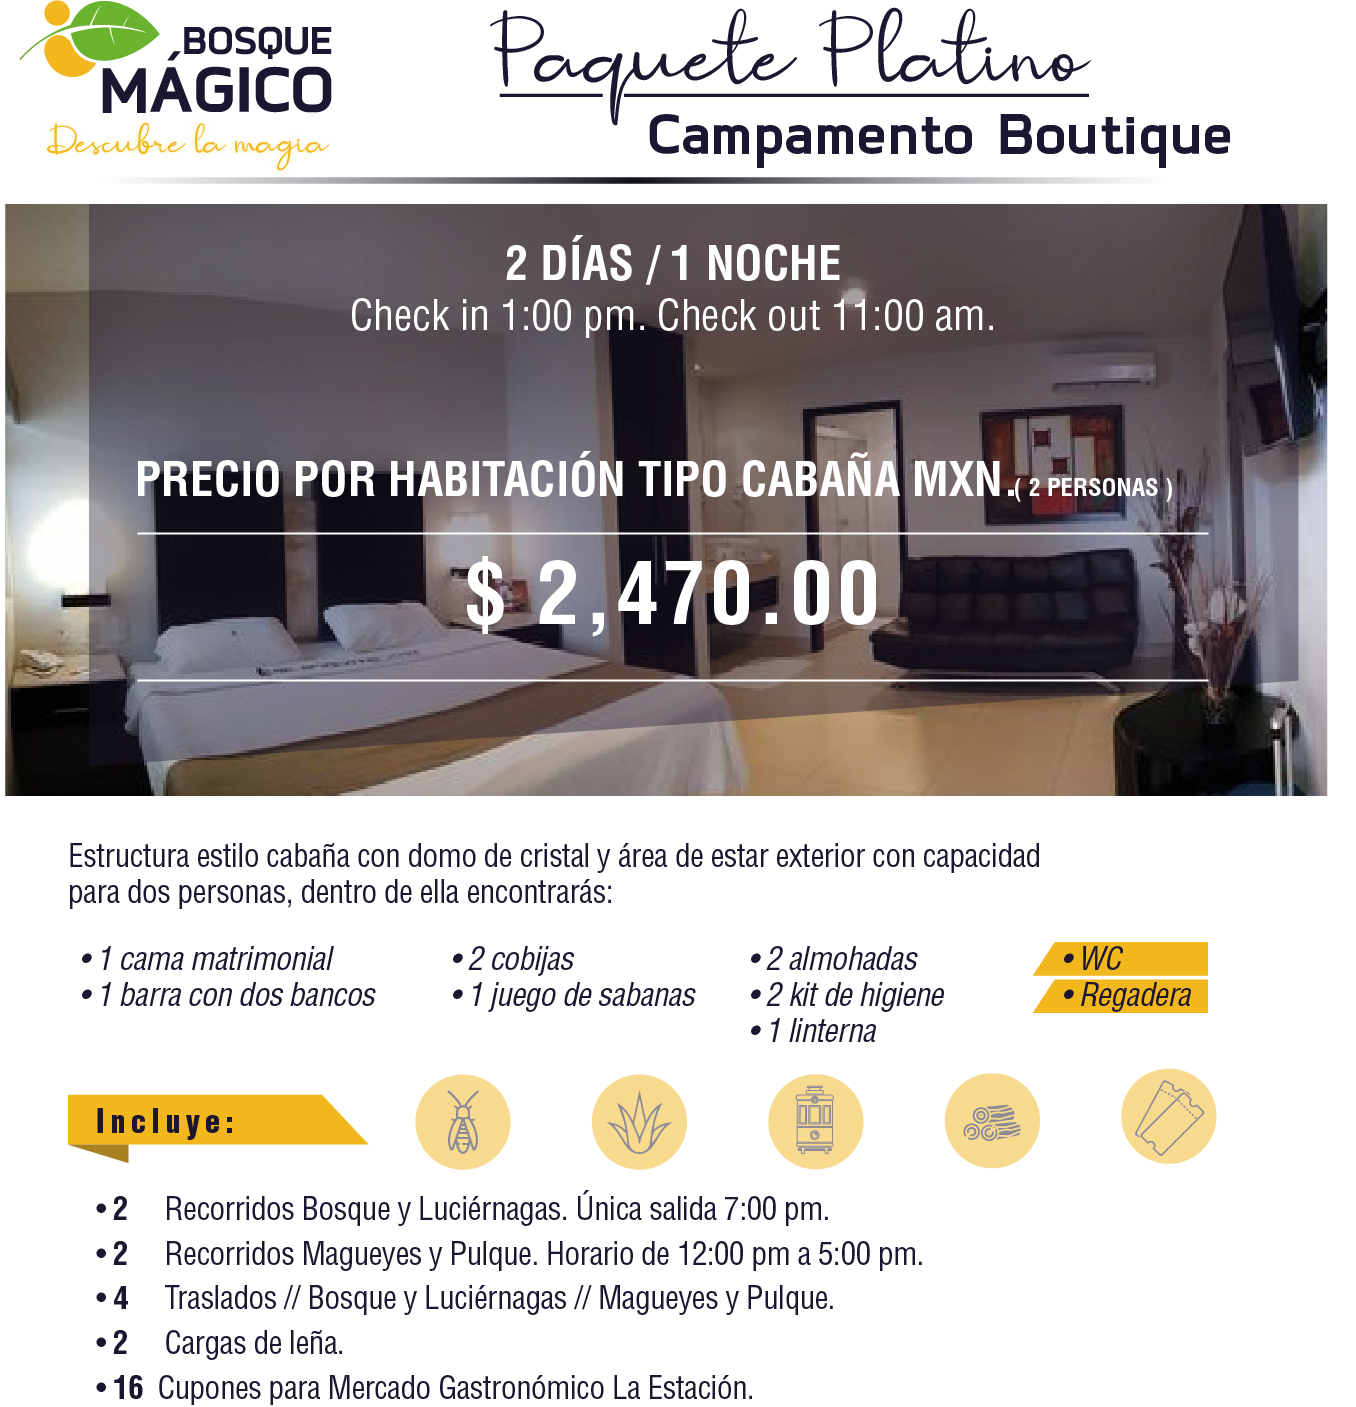 BOSQUE
MÁGICO
Descubre la magia
Paquete Platino
Campamento Boutique
2 DÍAS / 1 NOCHE
Check in 1:00 pm. Check out 11:00 am.
PRECIO POR HABITACIÓN TIPO CABAÑA MXN.( 2 PERSONAS )
$ 2,470.00
Estructura estilo cabaña con domo de cristal y área de estar exterior con capacidad
para dos personas, dentro de ella encontrarás:
• 1 cama matrimonial
• 1 barra con dos bancos
• 2 cobijas
• 1 juego de sabanas
• 2 almohadas
• 2 kit de higiene
• 1 linterna
• WC
• Regadera
Incluye:
• 2 Recorridos Bosque y Luciérnagas. Única salida 7:00 pm.
• 2 Recorridos Magueyes y Pulque. Horario de 12:00 pm a 5:00 pm.
• 4 Traslados // Bosque y Luciérnagas // Magueyes y Pulque.
• 2 Cargas de leña.
• 16 Cupones para Mercado Gastronómico La Estación.